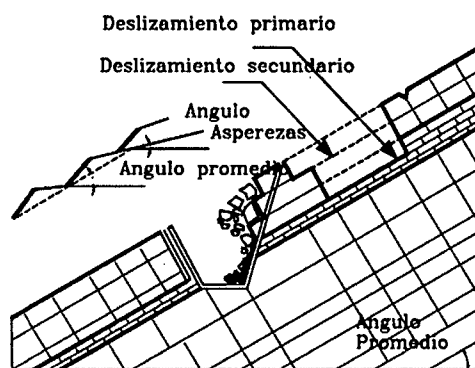 Deslizamiento primario
Deslizamiento secundario
Angulo
Asperezas
Angulo promedio
Angulo
Promedio